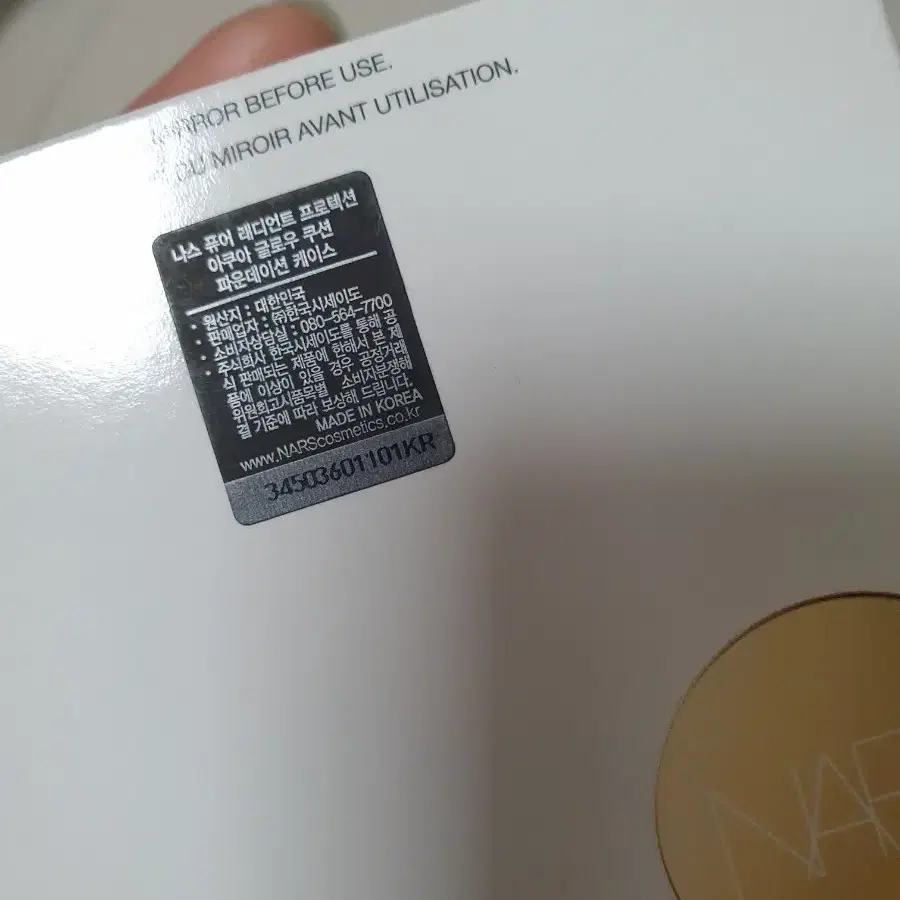 MIRROR BEFORE USE.
DU MIROIR AVANT UTILISATION.
나스 퓨어 래디언트 프로텍션
아쿠아 글로우 쿠션
파운데이션 케이스
• 원산지 : 대한민국
• 판매업자 : ㈜한국시세이도
• 소비자상담실 : 080-564-7700
• 주식회사 한국시세이도를 통해 공
식 판매되는 제품에 한해서 본 제
품에 이상이 있을 경우 공정거래
위원회고시품목별 소비자분쟁해
결 기준에 따라 보상해 드립니다.
MADE IN KOREA
www.NARScosmetics.co.kr
34503601101KR
NAR